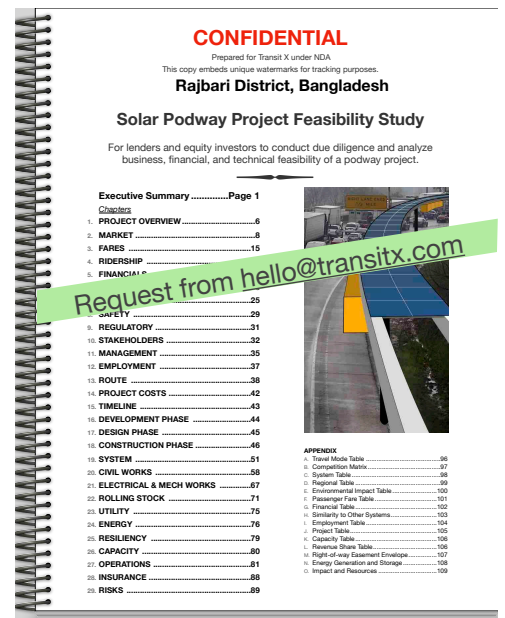 CONFIDENTIAL
Prepared for Transit X under NDA
This copy embeds unique watermarks for tracking purposes.
Rajbari District, Bangladesh
Solar Podway Project Feasibility Study
For lenders and equity investors to conduct due diligence and analyze
business, financial, and technical feasibility of a podway project.
Executive Summary .............Page 1
Chapters
1. PROJECT OVERVIEW..................................6
2. MARKET ..................................................8
3. FARES ..................................................15
4. RIDERSHIP
5. FINANCIALS
Request from hello@transitx.com
25
8. SAFETY ..................................................29
9. REGULATORY ..........................................31
10. STAKEHOLDERS ......................................32
11. MANAGEMENT ........................................35
12. EMPLOYMENT .........................................37
13. ROUTE ..................................................38
14. PROJECT COSTS .....................................42
15. TIMELINE ................................................43
16. DEVELOPMENT PHASE ...........................44
17. DESIGN PHASE .......................................45
18. CONSTRUCTION PHASE ..........................46
19. SYSTEM ..................................................51
20. CIVIL WORKS ..........................................58
21. ELECTRICAL & MECH WORKS .................67
22. ROLLING STOCK .....................................71
23. UTILITY ..................................................75
24. ENERGY .................................................76
25. RESILIENCY ............................................79
26. CAPACITY ...............................................80
27. OPERATIONS ..........................................81
28. INSURANCE .............................................88
29. RISKS ....................................................89
APPENDIX
A. Travel Mode Table ....................................96
B. Competition Matrix....................................97
C. System Table ...........................................98
D. Regional Table .........................................99
E. Environmental Impact Table .....................100
F. Passenger Fare Table ..............................101
G. Financial Table ........................................102
H. Similarity to Other Systems .....................103
I. Employment Table ....................................104
J. Project Table ...........................................105
K. Capacity Table .........................................106
L. Revenue Share Table...............................106
M. Right-of-way Easement Envelope............107
N. Energy Generation and Storage...............108
O. Impact and Resources .............................109